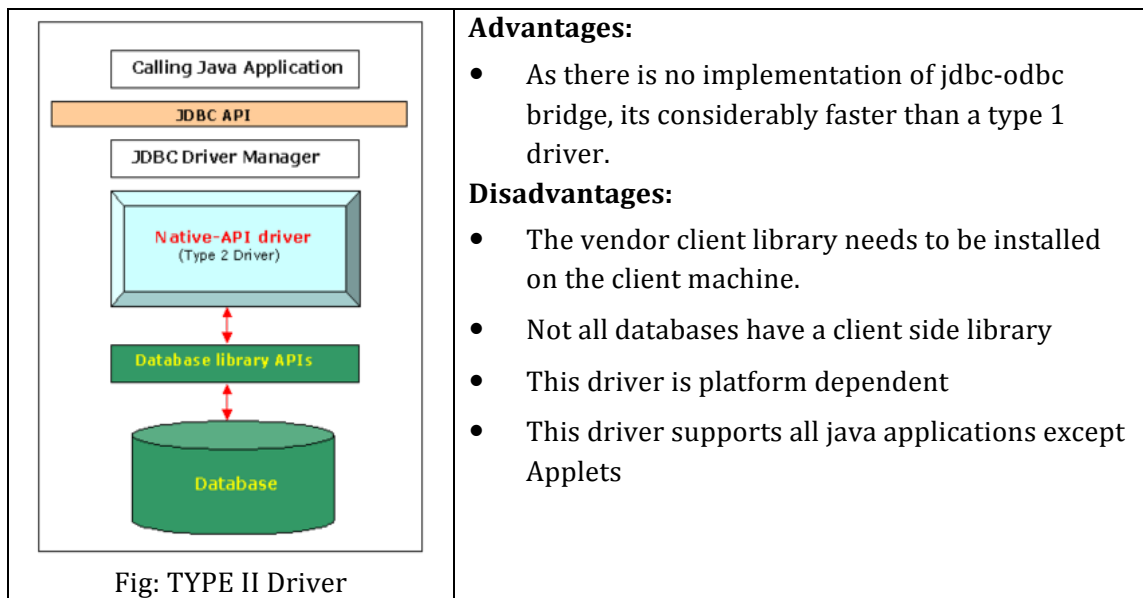 Calling Java Application
JDBC API
JDBC Driver Manager
Native-API driver
(Type 2 Driver)
Database library APIs
Database
Fig: TYPE II Driver
Advantages:
• As there is no implementation of jdbc-odbc
bridge, its considerably faster than a type 1
driver.
Disadvantages:
• The vendor client library needs to be installed
on the client machine.
• Not all databases have a client side library
• This driver is platform dependent
• This driver supports all java applications except
Applets